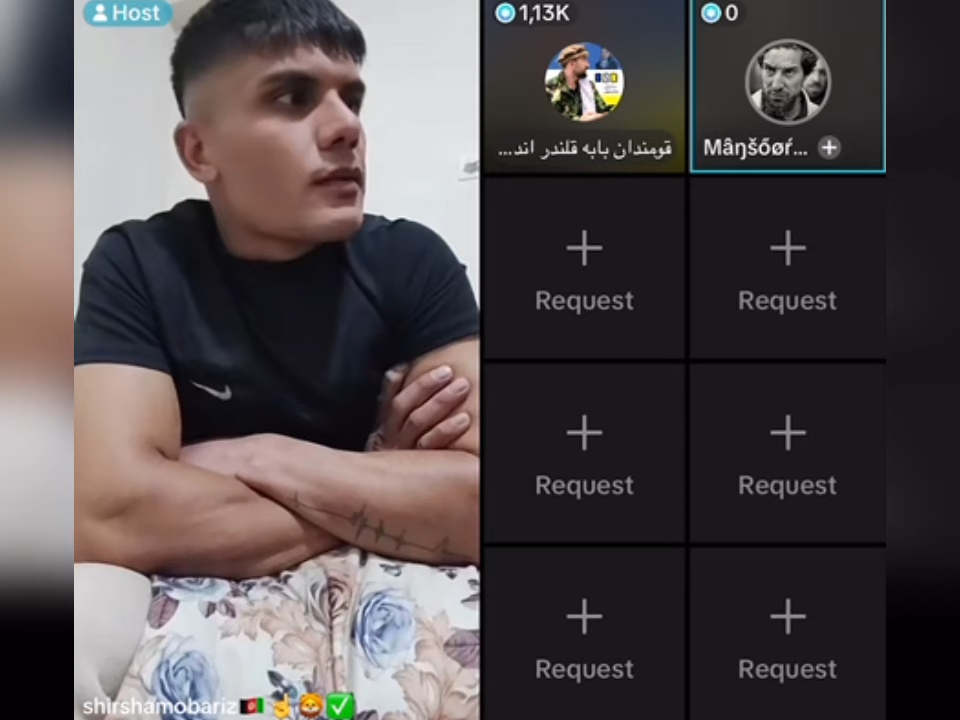 Host
1,13K
0
قومندان بابه قلندر اند...
Mâŋšőøŕ...
Request
Request
Request
Request
Request
Request
shirshamobariz🇦🇫☝️🦁✅